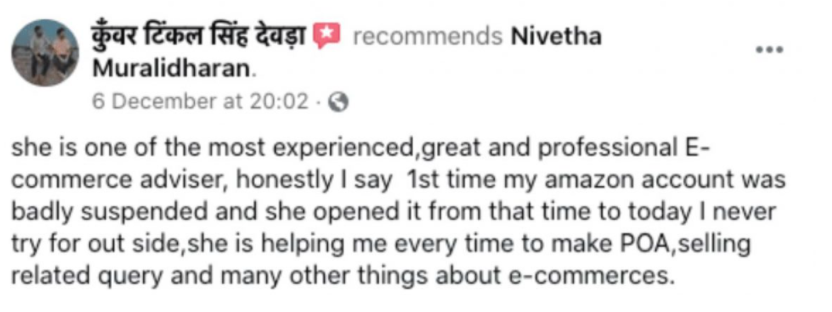 कुँवर टिंकल सिंह देवड़ा recommends Nivetha
Muralidharan.
6 December at 20:02 ·
she is one of the most experienced,great and professional E-
commerce adviser, honestly I say 1st time my amazon account was
badly suspended and she opened it from that time to today I never
try for out side,she is helping me every time to make POA,selling
related query and many other things about e-commerces.